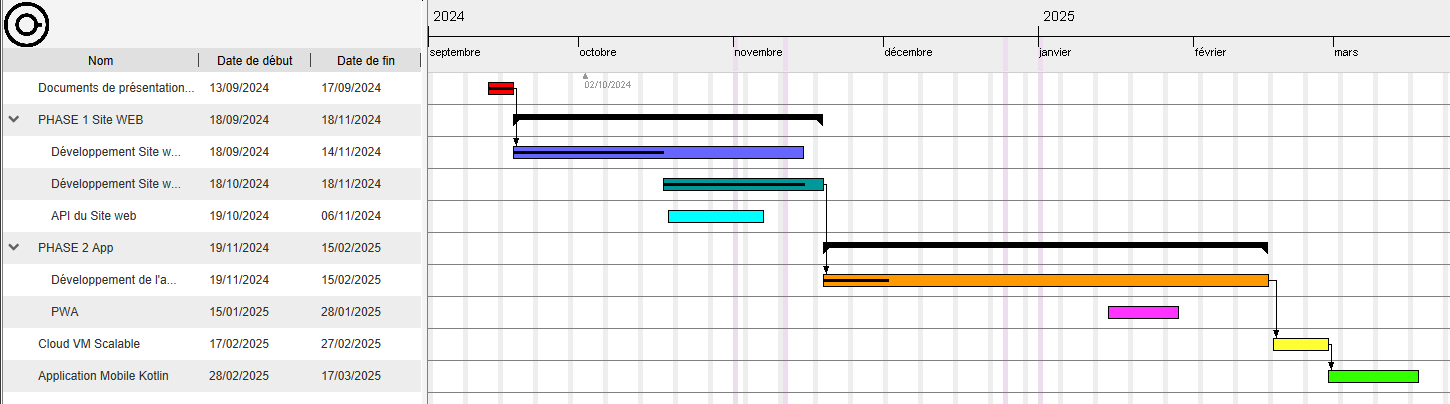 2024
2025
septembre octobre novembre décembre janvier février mars
Nom Date de début Date de fin
Documents de présentation... 13/09/2024 17/09/2024
02/10/2024
PHASE 1 Site WEB 18/09/2024 18/11/2024
Développement Site w... 18/09/2024 14/11/2024
Développement Site w... 18/10/2024 18/11/2024
API du Site web 19/10/2024 06/11/2024
PHASE 2 App 19/11/2024 15/02/2025
Développement de l'a... 19/11/2024 15/02/2025
PWA 15/01/2025 28/01/2025
Cloud VM Scalable 17/02/2025 27/02/2025
Application Mobile Kotlin 28/02/2025 17/03/2025